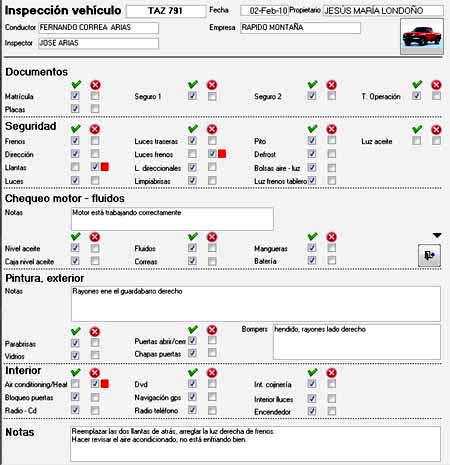 Inspección vehículo TAZ 791 Fecha 02-Feb-10 Propietario JESÚS MARÍA LONDOÑO
Conductor FERNANDO CORREA ARIAS Empresa RAPIDO MONTAÑA
Inspector JOSE ARIAS
Documentos
Matrícula Seguro 1 Seguro 2 T. Operación
Placas
Seguridad
Frenos Luces traseras Pito Luz aceite
Dirección Luces frenos Defrost
Llantas L. direccionales Bolsas aire - luz
Luces Limpiabrisas Luz frenos tablero
Chequeo motor - fluidos
Notas Motor está trabajando correctamente
Nivel aceite Fluidos Mangueras
Caja nivel aceite Correas Batería
Pintura, exterior
Notas Rayones ene el guardabarro derecho
Bompers hendido, rayones lado derecho
Parabrisas Puertas abrir/cerr
Vidrios Chapas puertas
Interior
Air conditioning/Heat Dvd Int. cojinería
Bloqueo puertas Navigación gps Interior lluces
Radio - Cd Radio teléfono Encendedor
Notas Reemplazar las dos llantas de atrás, arreglar la luz derecha de frenos.
Hacer revisar el aire acondicionado, no está enfriando bien.